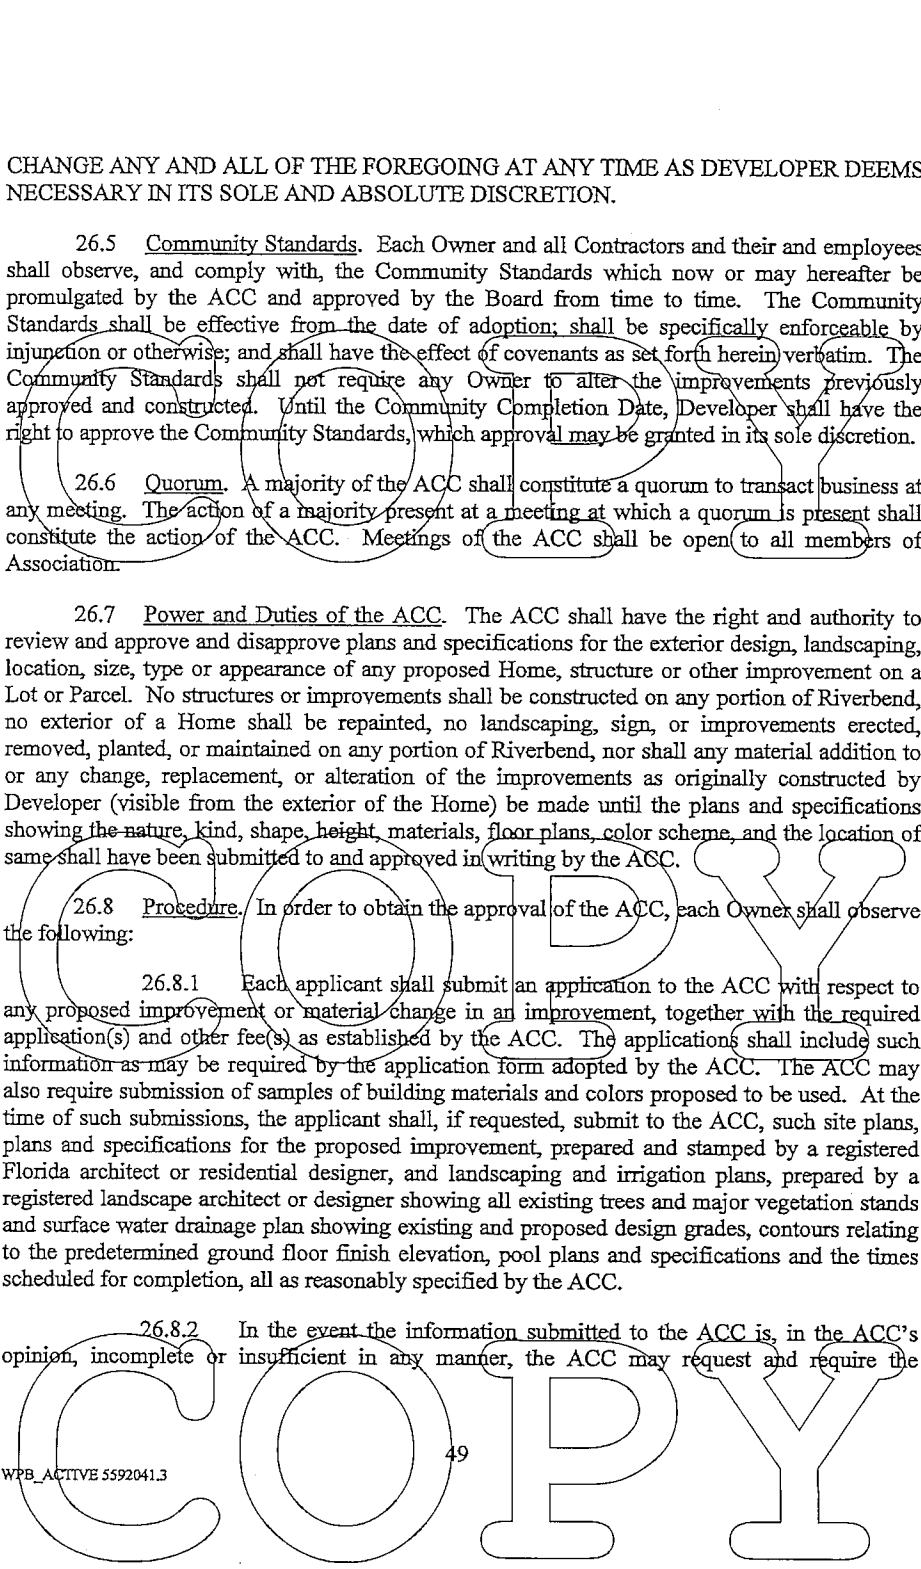 CHANGE ANY AND ALL OF THE FOREGOING AT ANY TIME AS DEVELOPER DEEMS
NECESSARY IN ITS SOLE AND ABSOLUTE DISCRETION.
26.5 Community Standards. Each Owner and all Contractors and their and employees
shall observe, and comply with, the Community Standards which now or may hereafter be
promulgated by the ACC and approved by the Board from time to time. The Community
Standards shall be effective from the date of adoption; shall be specifically enforceable by
injunction or otherwise; and shall have the effect of covenants as set forth herein verbatim. The
Community Standards shall not require any Owner to alter the improvements previously
approved and constructed. Until the Community Completion Date, Developer shall have the
right to approve the Community Standards, which approval may be granted in its sole discretion.
26.6 Quorum. A majority of the ACC shall constitute a quorum to transact business at
any meeting. The action of a majority present at a meeting at which a quorum is present shall
constitute the action of the ACC. Meetings of the ACC shall be open to all members of
Association.
26.7 Power and Duties of the ACC. The ACC shall have the right and authority to
review and approve and disapprove plans and specifications for the exterior design, landscaping,
location, size, type or appearance of any proposed Home, structure or other improvement on a
Lot or Parcel. No structures or improvements shall be constructed on any portion of Riverbend,
no exterior of a Home shall be repainted, no landscaping, sign, or improvements erected,
removed, planted, or maintained on any portion of Riverbend, nor shall any material addition to
or any change, replacement, or alteration of the improvements as originally constructed by
Developer (visible from the exterior of the Home) be made until the plans and specifications
showing the nature, kind, shape, height, materials, floor plans, color scheme, and the location of
same shall have been submitted to and approved in writing by the ACC.
26.8 Procedure. In order to obtain the approval of the ACC, each Owner shall observe
the following:
26.8.1 Each applicant shall submit an application to the ACC with respect to
any proposed improvement or material change in an improvement, together with the required
application(s) and other fee(s) as established by the ACC. The applications shall include such
information as may be required by the application form adopted by the ACC. The ACC may
also require submission of samples of building materials and colors proposed to be used. At the
time of such submissions, the applicant shall, if requested, submit to the ACC, such site plans,
plans and specifications for the proposed improvement, prepared and stamped by a registered
Florida architect or residential designer, and landscaping and irrigation plans, prepared by a
registered landscape architect or designer showing all existing trees and major vegetation stands
and surface water drainage plan showing existing and proposed design grades, contours relating
to the predetermined ground floor finish elevation, pool plans and specifications and the times
scheduled for completion, all as reasonably specified by the ACC.
26.8.2 In the event the information submitted to the ACC is, in the ACC's
opinion, incomplete or insufficient in any manner, the ACC may request and require the
49
WPB_ACTIVE 5592041.3
COPY
COPY
COPY